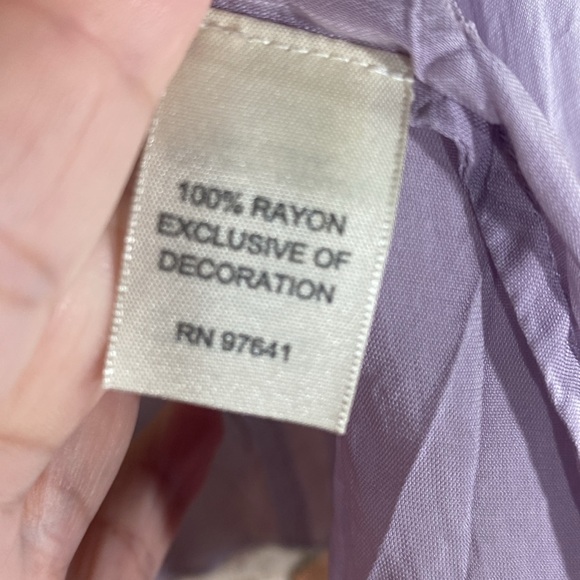 100% RAYON
EXCLUSIVE OF
DECORATION
RN 97641